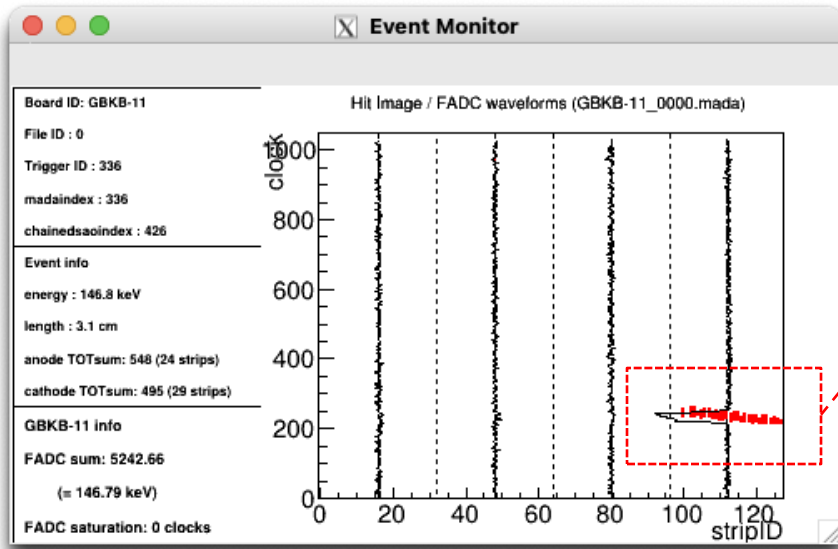 Event Monitor
Board ID: GBKB-11
File ID : 0
Trigger ID : 336
madaindex : 336
chainedsaoindex : 426
Event info
energy : 146.8 keV
length : 3.1 cm
anode TOTsum: 548 (24 strips)
cathode TOTsum: 495 (29 strips)
GBKB-11 info
FADC sum: 5242.66
(= 146.79 keV)
FADC saturation: 0 clocks
Hit Image / FADC waveforms (GBKB-11_0000.mada)
clock
1000
800
600
400
200
0
0 20 40 60 80 100 120
stripID